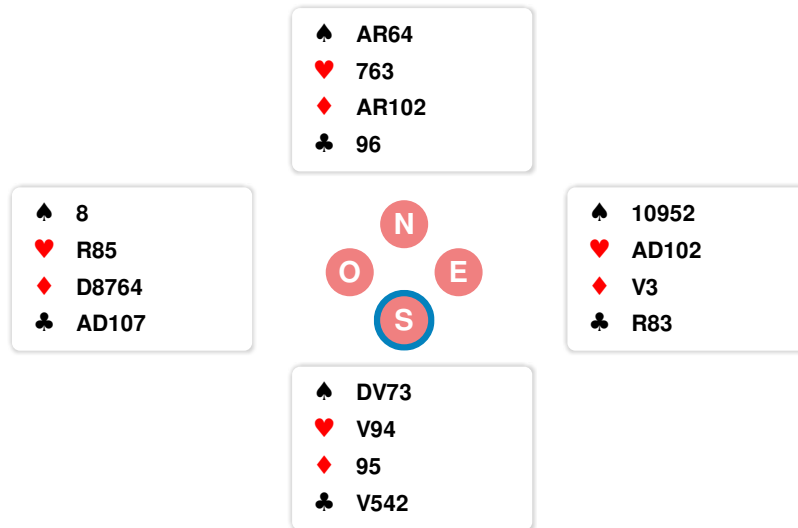 ♠ AR64
♥ 763
♦ AR102
♣ 96
♠ 8
♥ R85
♦ D8764
♣ AD107
N
O E
S
♠ 10952
♥ AD102
♦ V3
♣ R83
♠ DV73
♥ V94
♦ 95
♣ V542